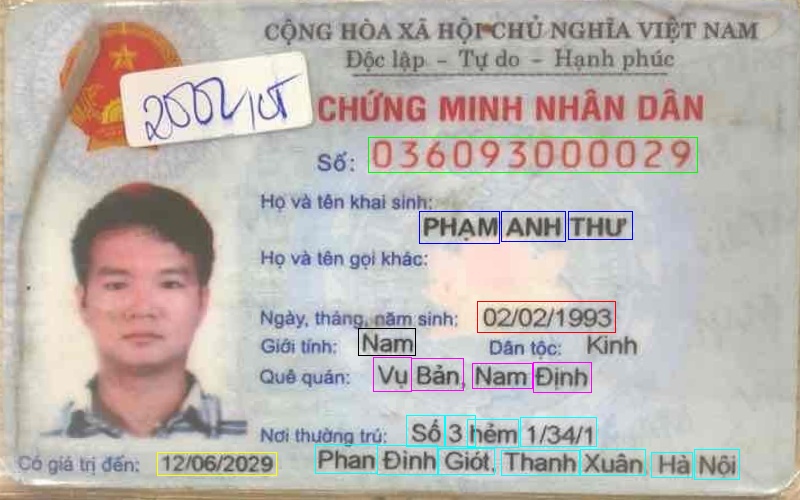 CỘNG HÒA XÃ HỘI CHỦ NGHĨA VIỆT NAM
Độc lập - Tự do - Hạnh phúc
CHỨNG MINH NHÂN DÂN
Số: 036093000029
Họ và tên khai sinh:
PHẠM ANH THƯ
Họ và tên gọi khác:
Ngày, tháng, năm sinh: 02/02/1993
Giới tính: Nam Dân tộc: Kinh
Quê quán: Vụ Bản, Nam Định
Nơi thường trú: Số 3 hẻm 1/34/1
Phan Đình Giót, Thanh Xuân, Hà Nội
Có giá trị đến: 12/06/2029